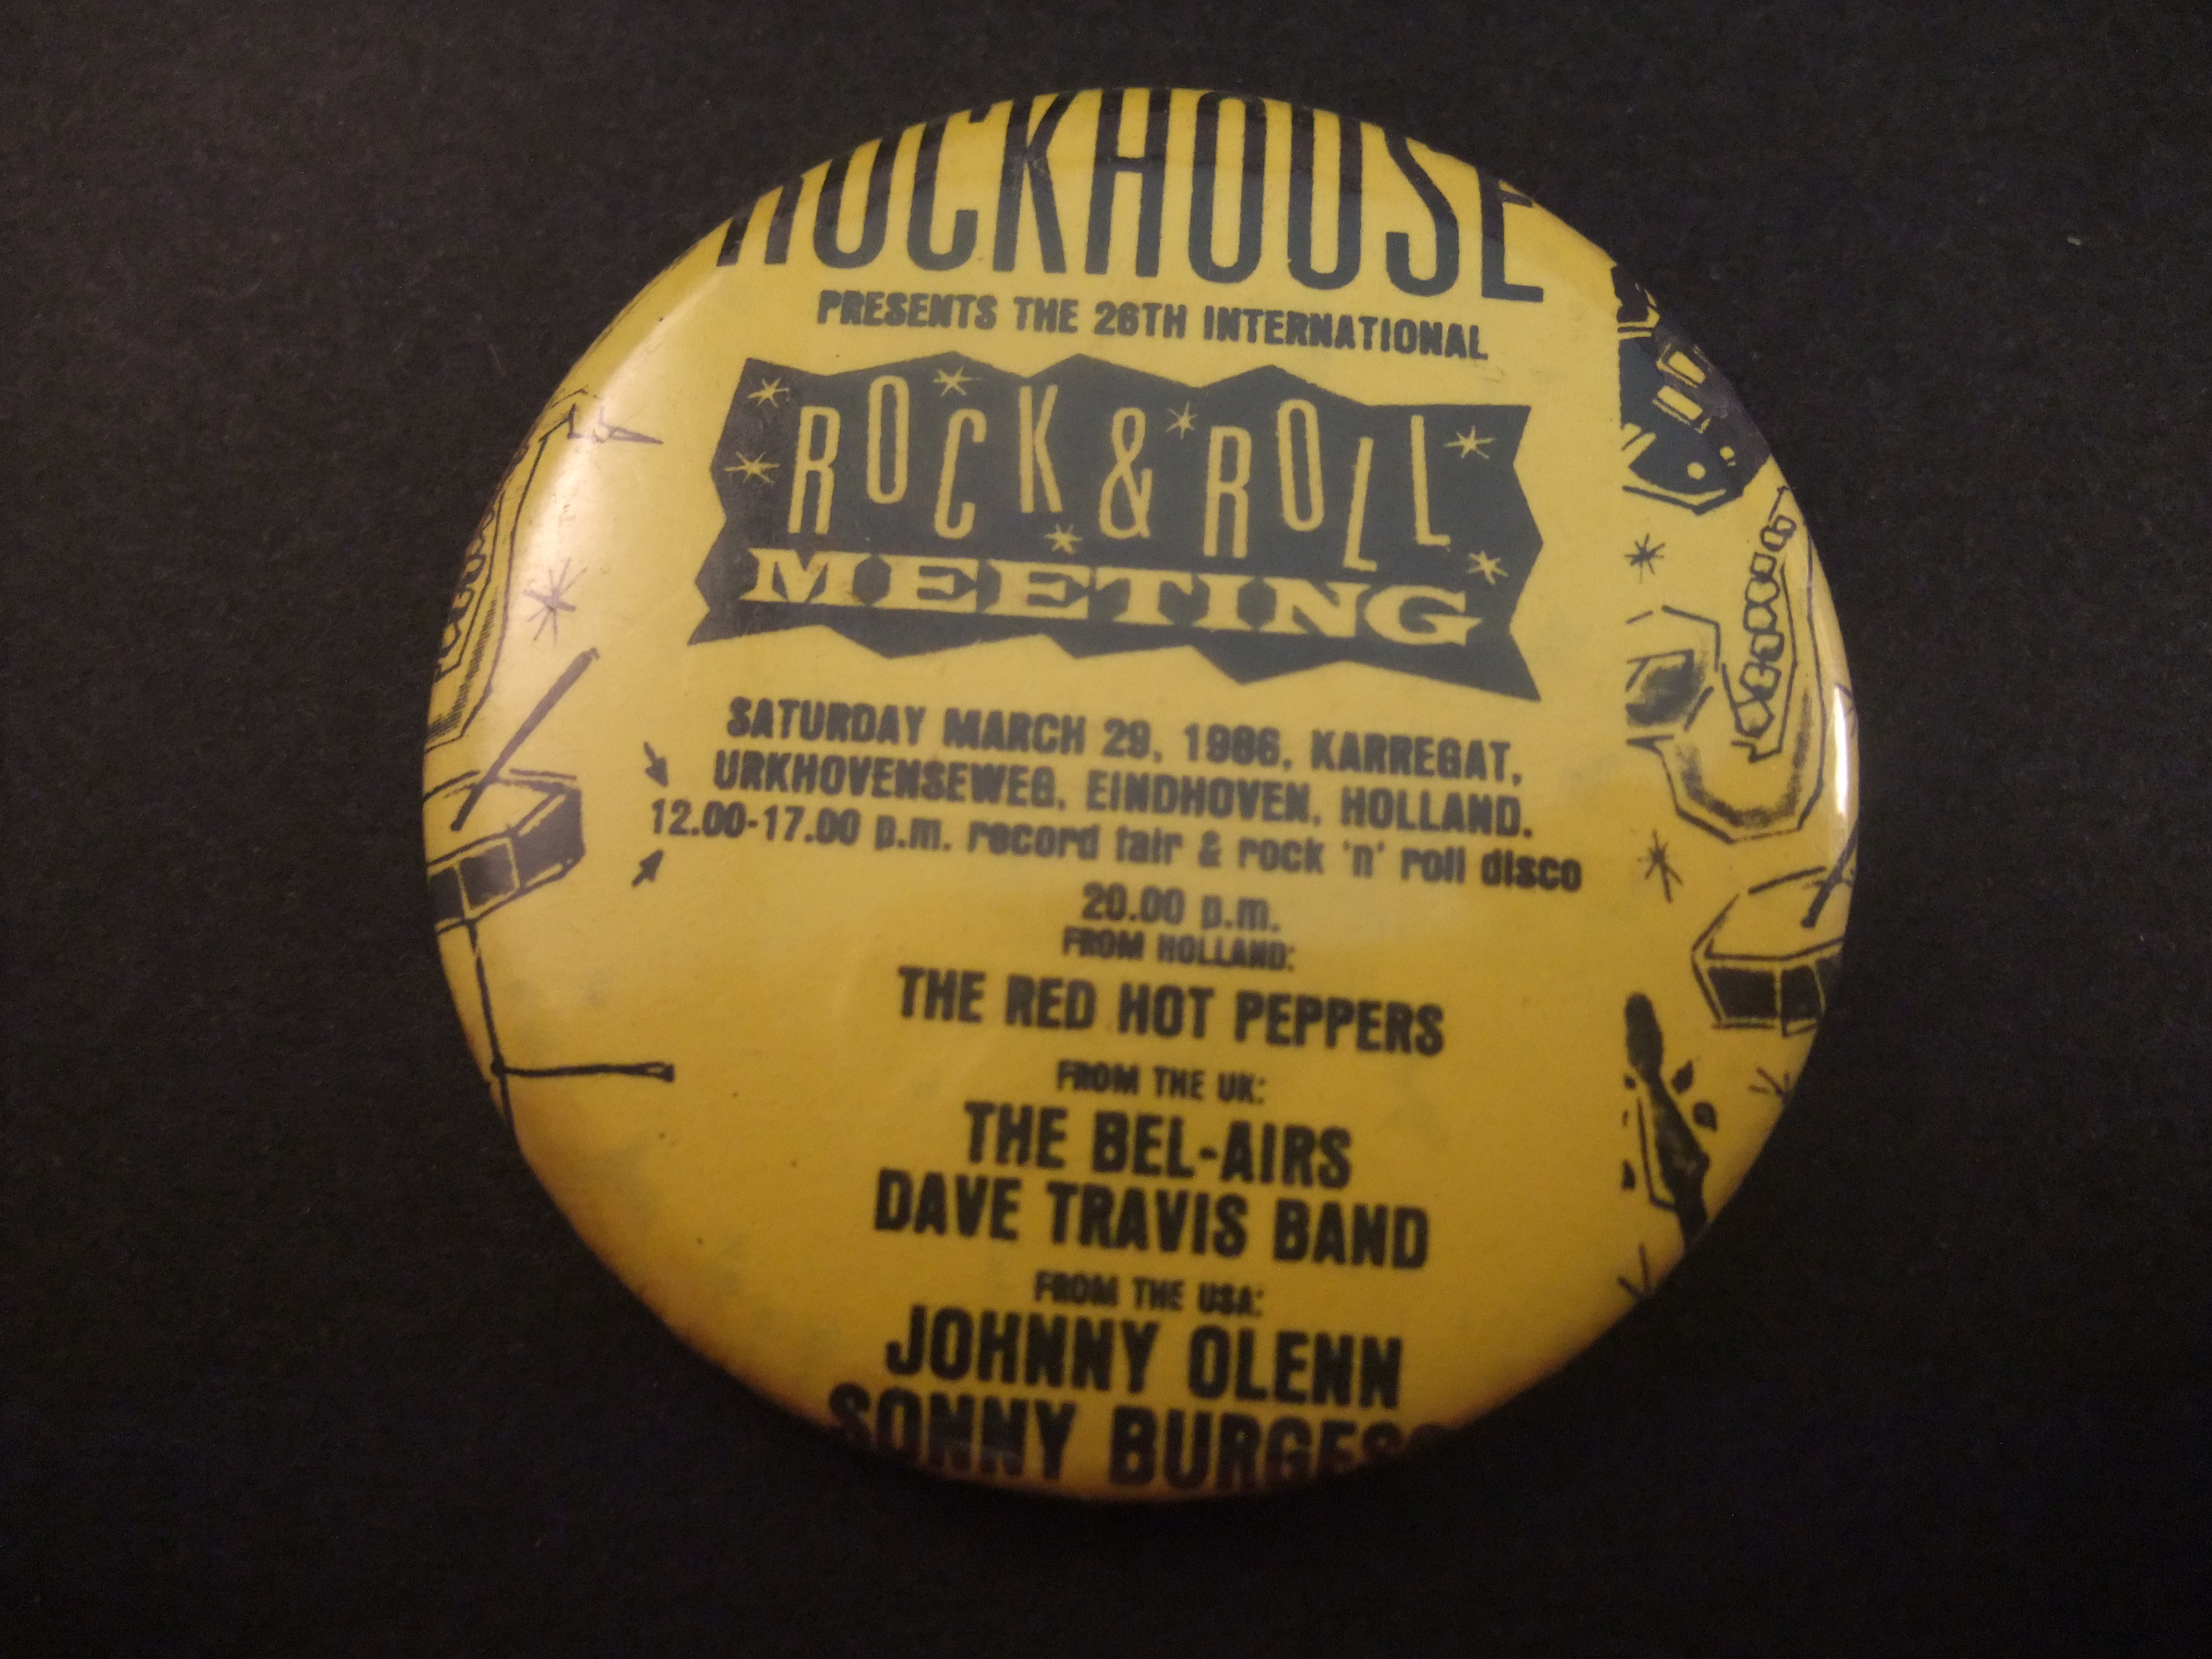 ROCKHOUSE
PRESENTS THE 26TH INTERNATIONAL
ROCK & ROLL
MEETING
SATURDAY MARCH 29, 1986, KARREGAT,
URKHOVENSEWEG, EINDHOVEN, HOLLAND.
12.00-17.00 p.m. record fair & rock 'n' roll disco
20.00 p.m.
FROM HOLLAND:
THE RED HOT PEPPERS
FROM THE UK:
THE BEL-AIRS
DAVE TRAVIS BAND
FROM THE USA:
JOHNNY OLENN
SONNY BURGESS